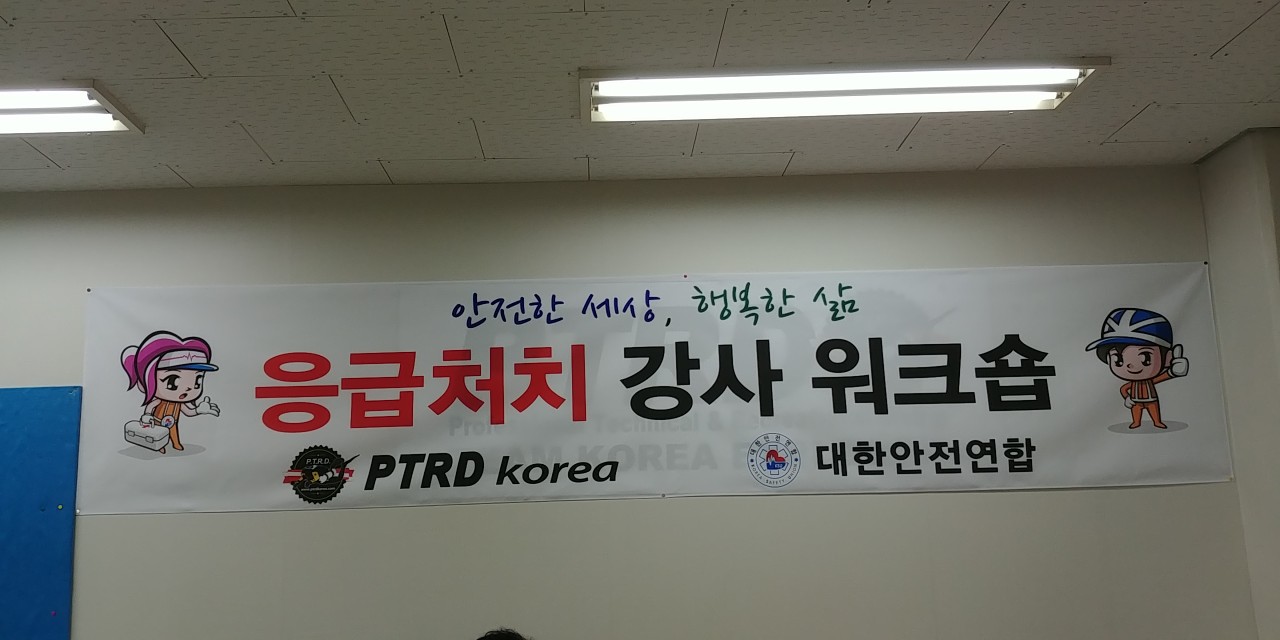 안전한 세상, 행복한 삶
응급처치 강사 워크숍
PTRD korea
대한안전연합